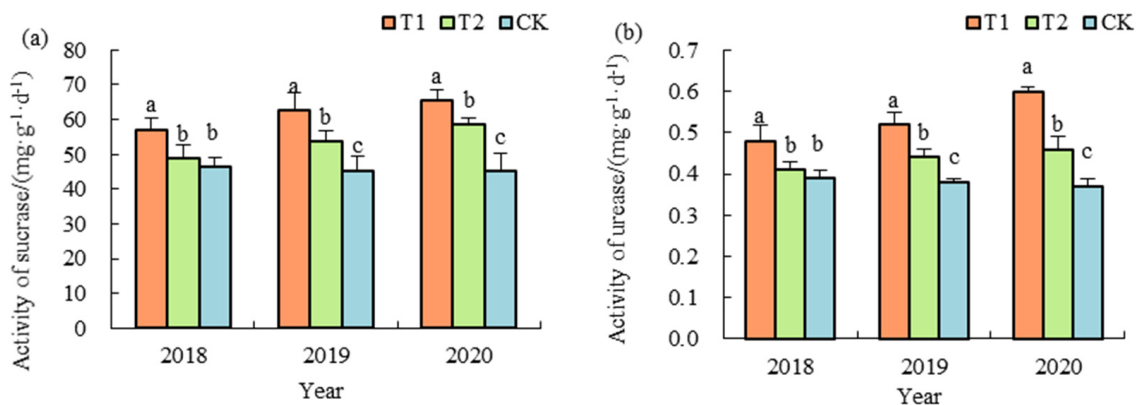 (a)
T1 T2 CK
Activity of sucrase/(mg·g⁻¹·d⁻¹)
80
70
60
50
40
30
20
10
0
a b b
a b c
a b c
2018 2019 2020
Year
(b)
T1 T2 CK
Activity of urease/(mg·g⁻¹·d⁻¹)
0.7
0.6
0.5
0.4
0.3
0.2
0.1
0.0
a b b
a b c
a b c
2018 2019 2020
Year